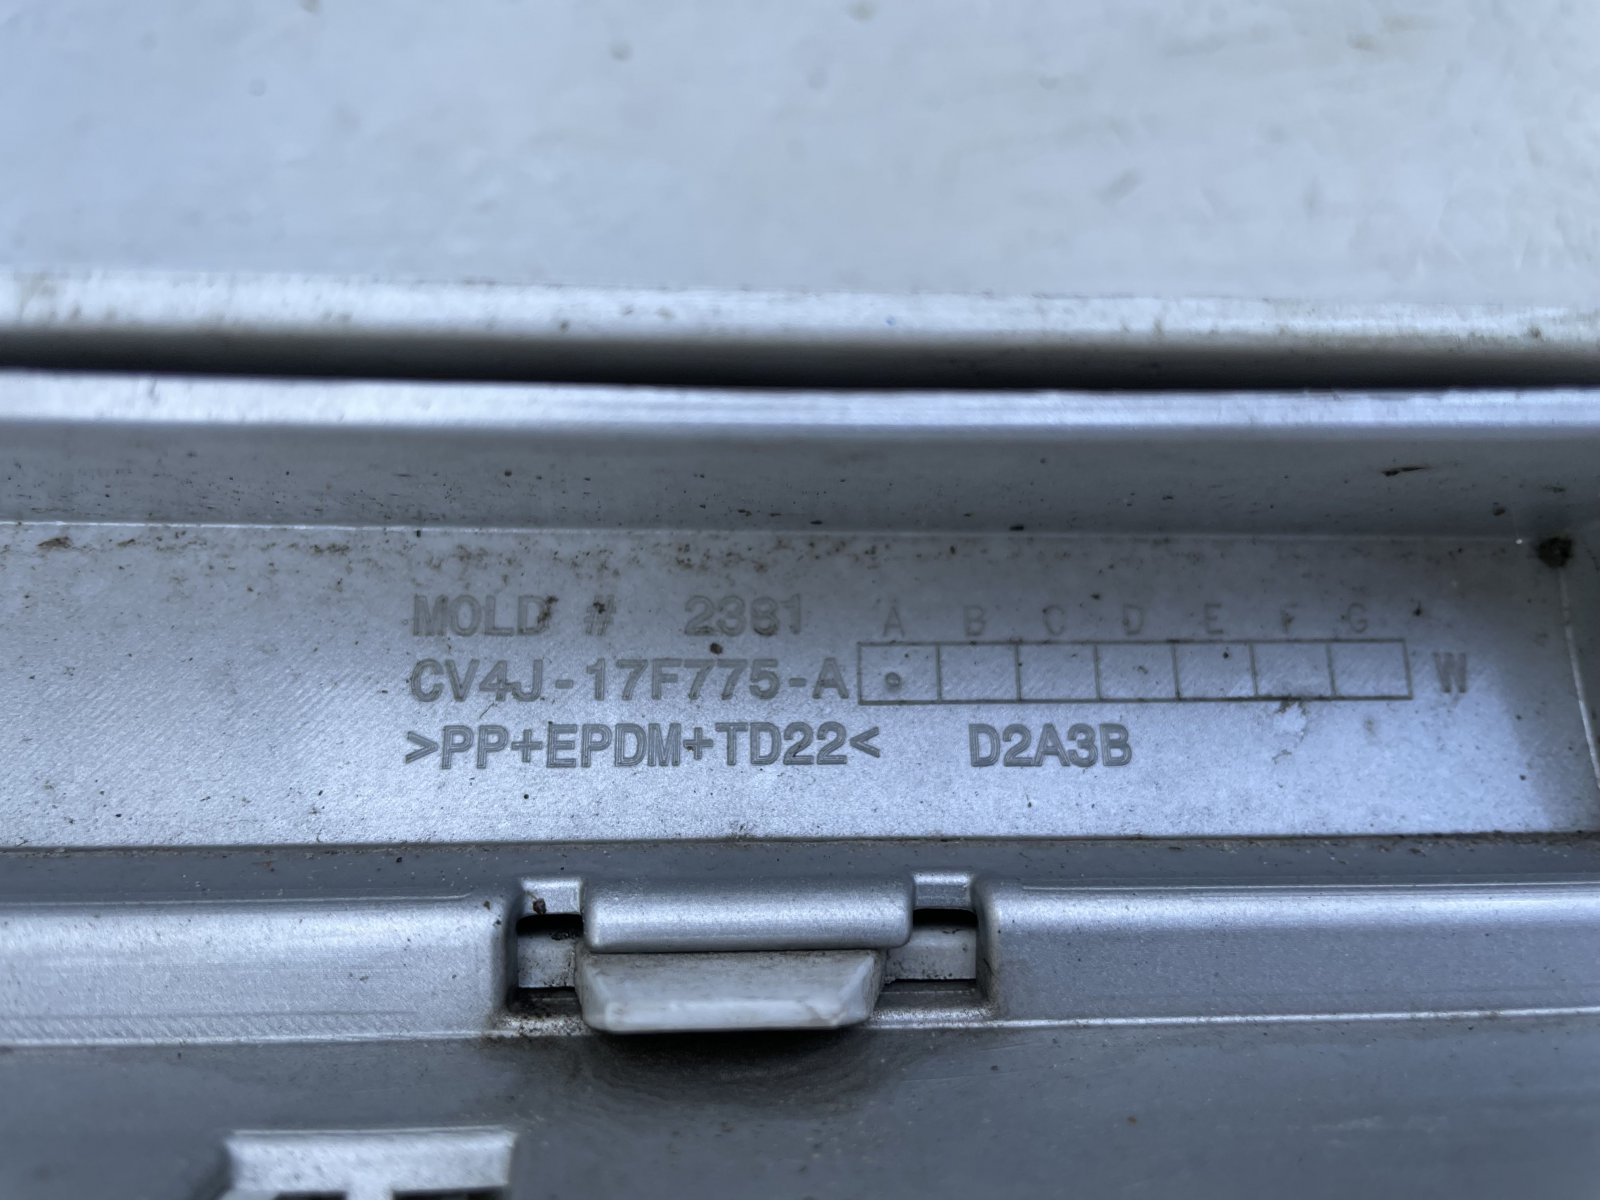 MOLD # 2381 A B C D E F G
CV4J-17F775-A W
>PP+EPDM+TD22< D2A3B